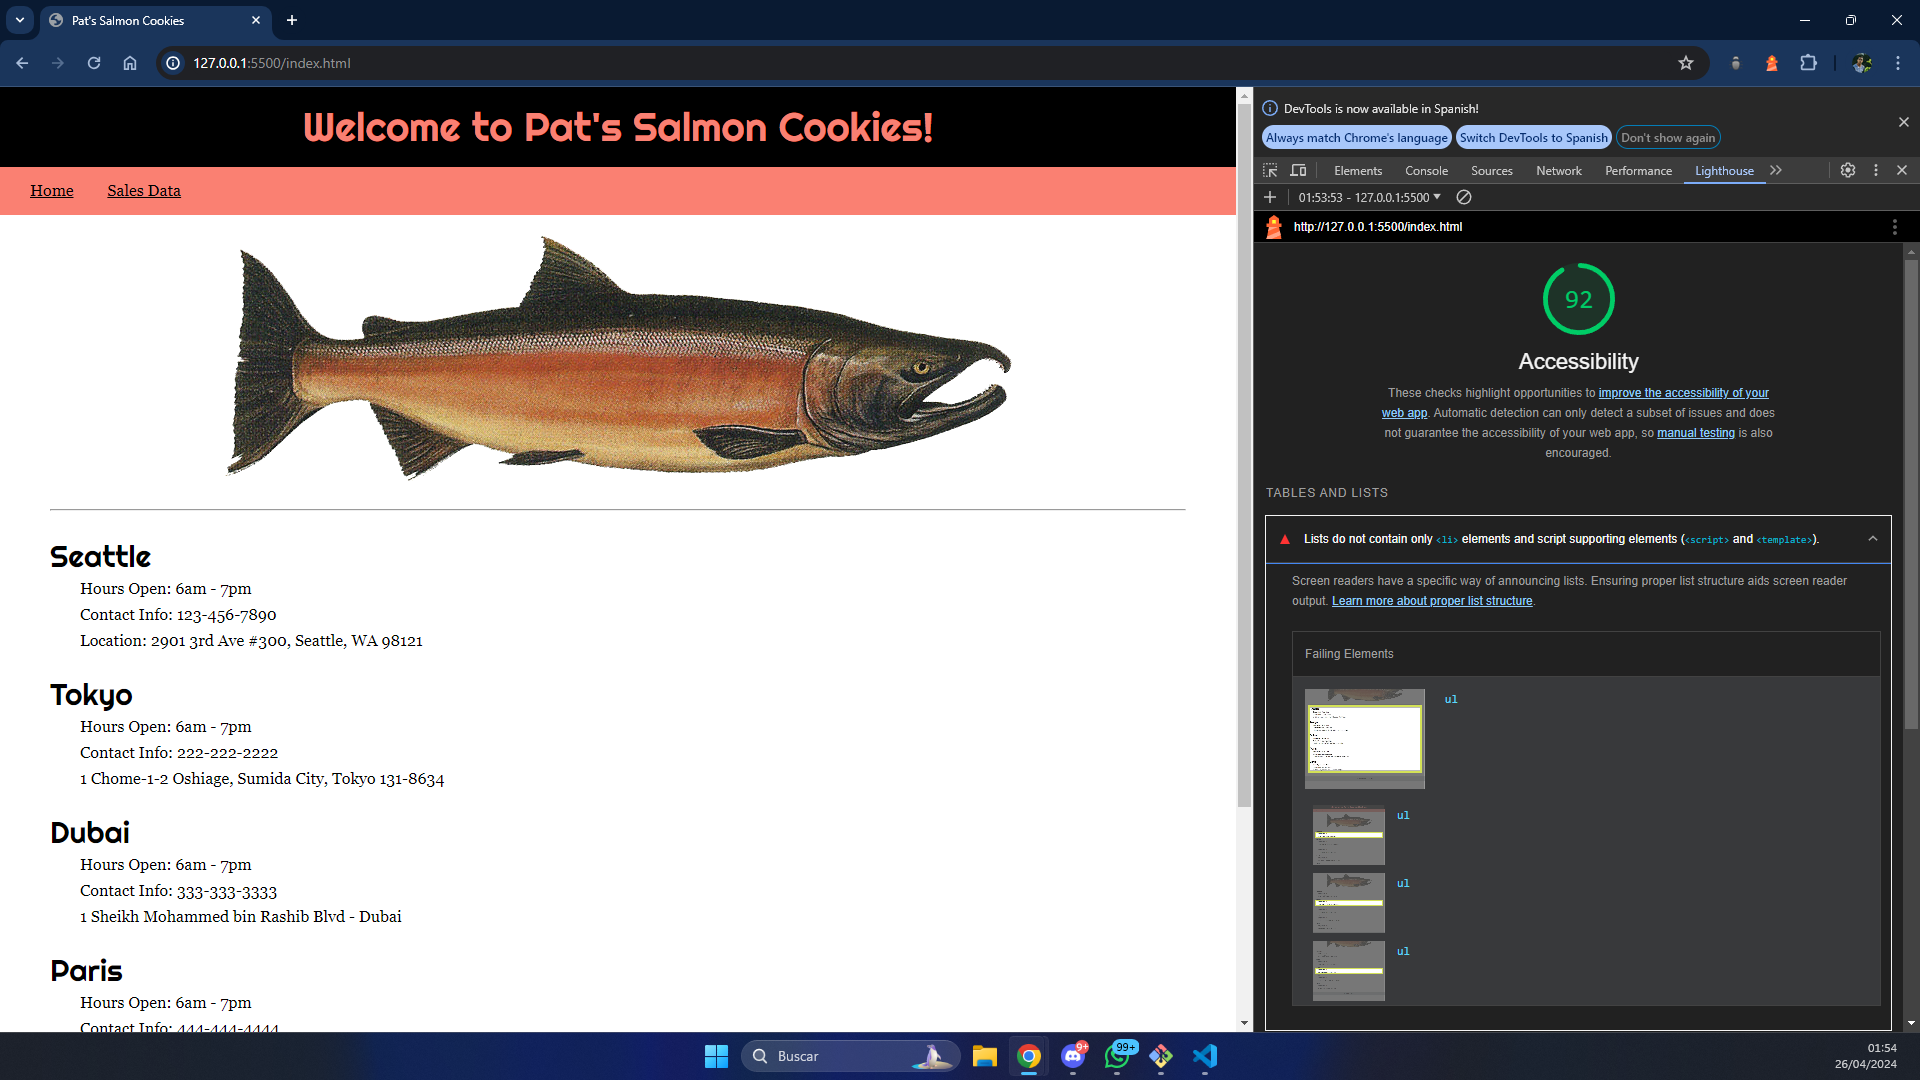 Pat's Salmon Cookies
127.0.0.1:5500/index.html
Welcome to Pat's Salmon Cookies!
Home Sales Data
Seattle
Hours Open: 6am - 7pm
Contact Info: 123-456-7890
Location: 2901 3rd Ave #300, Seattle, WA 98121
Tokyo
Hours Open: 6am - 7pm
Contact Info: 222-222-2222
1 Chome-1-2 Oshiage, Sumida City, Tokyo 131-8634
Dubai
Hours Open: 6am - 7pm
Contact Info: 333-333-3333
1 Sheikh Mohammed bin Rashib Blvd - Dubai
Paris
Hours Open: 6am - 7pm
Contact Info: 444-444-4444
DevTools is now available in Spanish!
Always match Chrome's language Switch DevTools to Spanish Don't show again
Elements Console Sources Network Performance Lighthouse
01:53:53 - 127.0.0.1:5500
http://127.0.0.1:5500/index.html
92
Accessibility
These checks highlight opportunities to improve the accessibility of your
web app. Automatic detection can only detect a subset of issues and does
not guarantee the accessibility of your web app, so manual testing is also
encouraged.
TABLES AND LISTS
Lists do not contain only <li> elements and script supporting elements (<script> and <template>).
Screen readers have a specific way of announcing lists. Ensuring proper list structure aids screen reader
output. Learn more about proper list structure.
Failing Elements
ul
ul
ul
ul
Buscar
9+
99+
01:54
26/04/2024